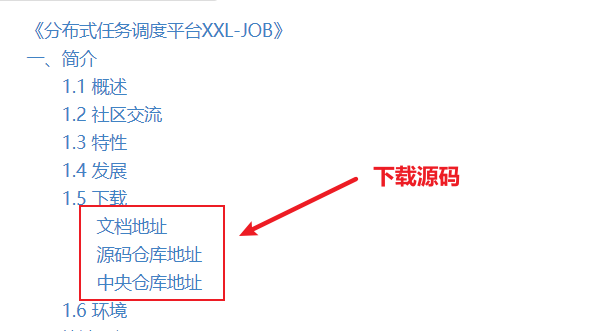 《分布式任务调度平台XXL-JOB》
一、简介
1.1 概述
1.2 社区交流
1.3 特性
1.4 发展
1.5 下载
下载源码
文档地址
源码仓库地址
中央仓库地址
1.6 环境